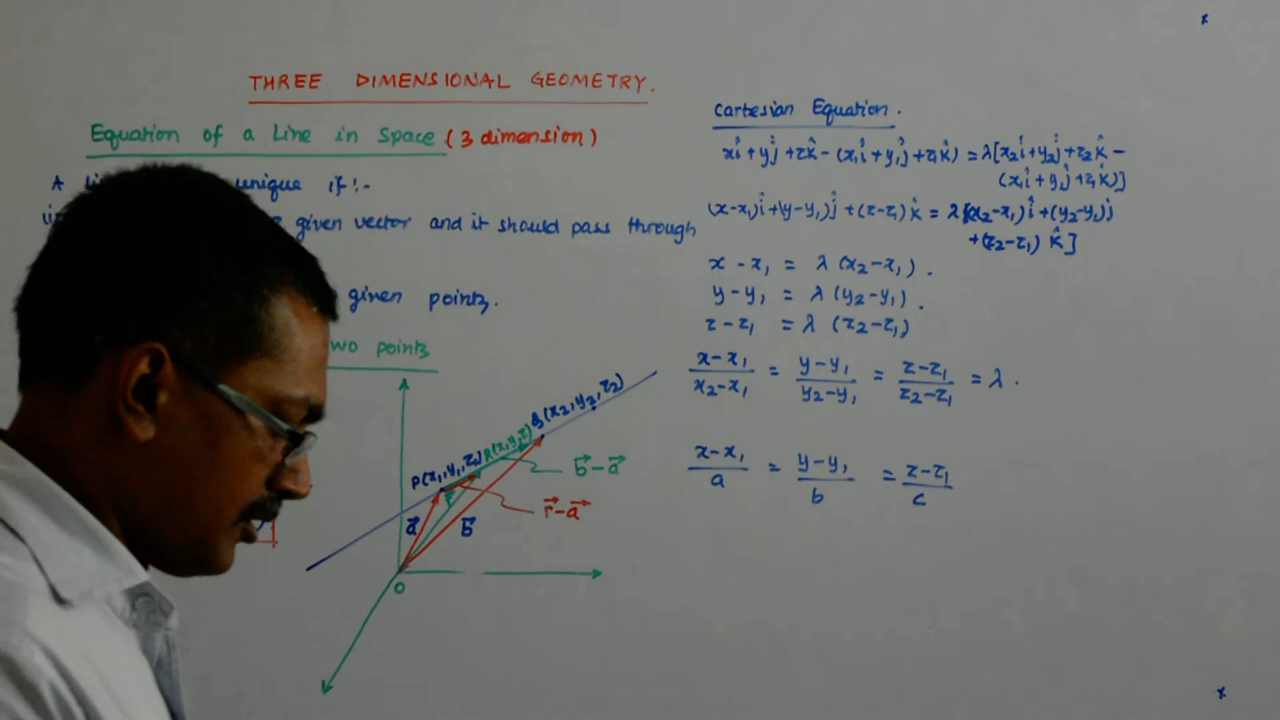 THREE DIMENSIONAL GEOMETRY.
Equation of a Line in Space (3 dimension)
A unique if :-
given vector and it should pass through
given points.
points
P(x₁, y₁, z₁) R(x, y, z) (x₂, y₂, z₂)
b⃗ - a⃗
r⃗ - a⃗
a⃗
r⃗
b⃗
O
Cartesian Equation.
xî + yĵ + zk̂ - (x₁î + y₁ĵ + z₁k̂) = λ[x₂î + y₂ĵ + z₂k̂ -
(x₁î + y₁ĵ + z₁k̂)]
(x-x₁)î + (y-y₁)ĵ + (z-z₁)k̂ = λ[(x₂-x₁)î + (y₂-y₁)ĵ
+ (z₂-z₁)k̂]
x - x₁ = λ (x₂-x₁).
y - y₁ = λ (y₂-y₁).
z - z₁ = λ (z₂-z₁)
x-x₁/x₂-x₁ = y-y₁/y₂-y₁ = z-z₁/z₂-z₁ = λ.
x-x₁/a = y-y₁/b = z-z₁/c